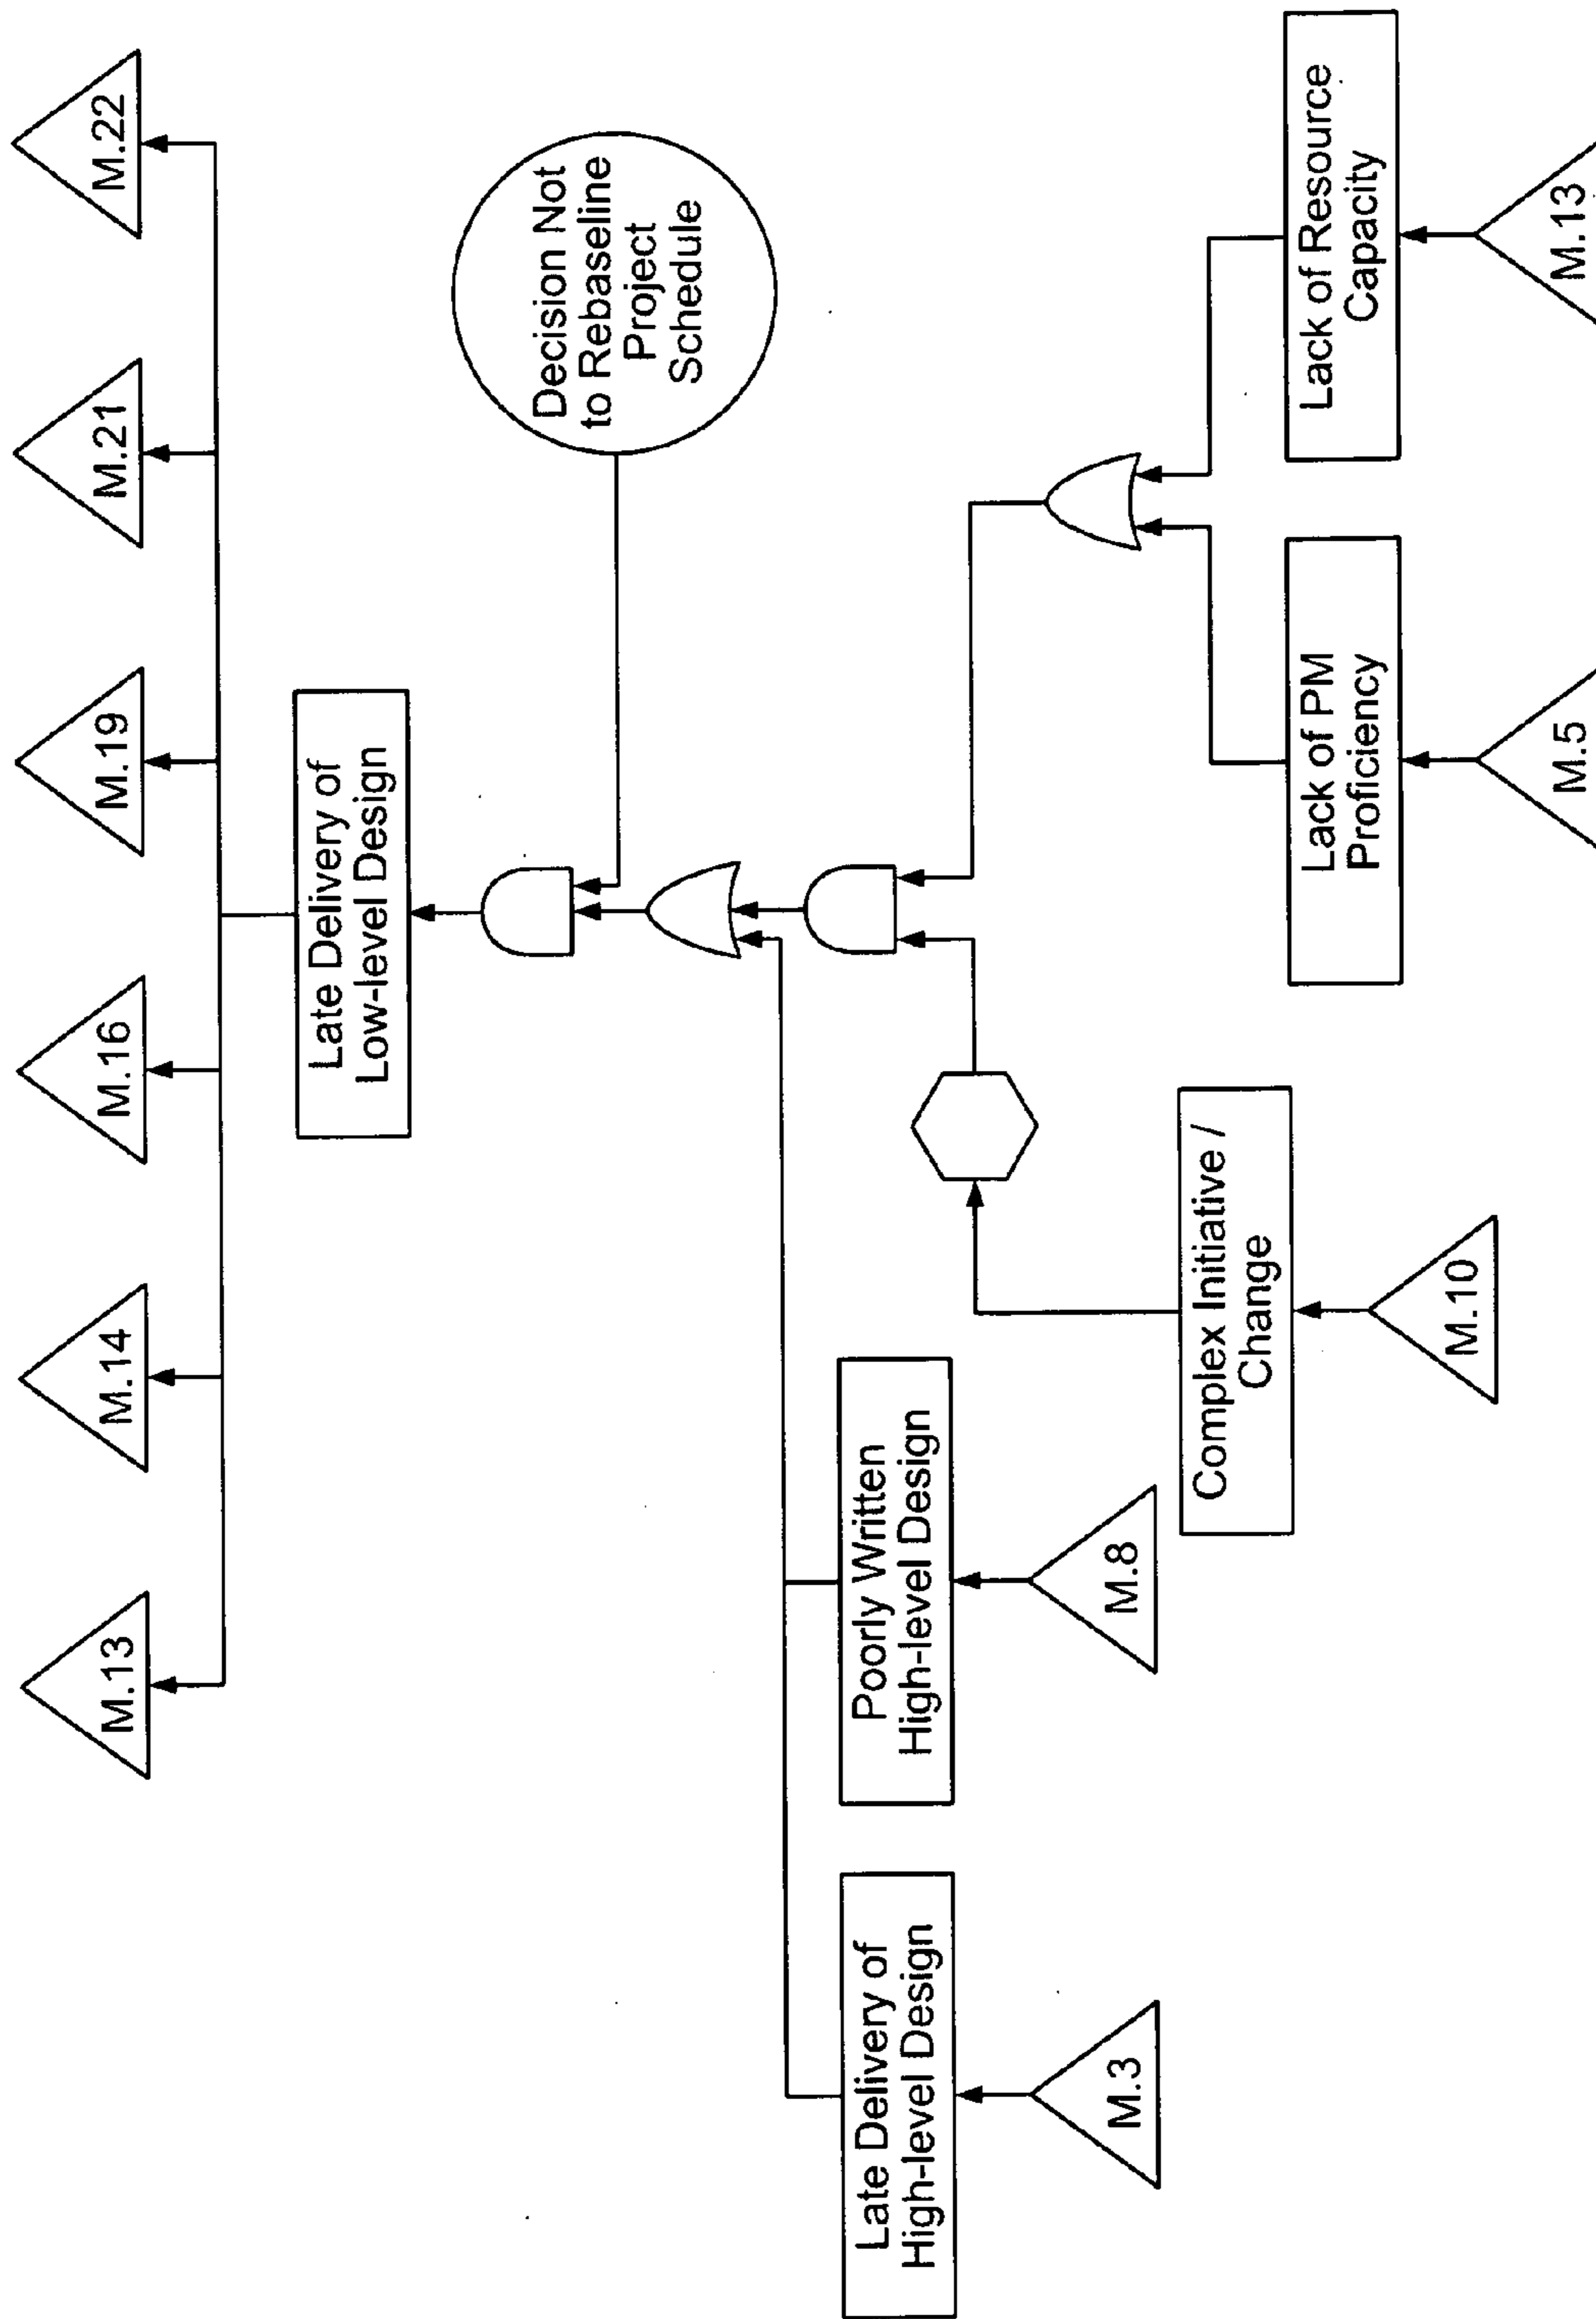 M.13
M.14
M.16
M.19
M.21
M.22
Late Delivery of
Low-level Design
Decision Not
to Rebaseline
Project
Schedule
Late Delivery of
High-level Design
Poorly Written
High-level Design
M.3
M.8
Complex Initiative /
Change
M.10
Lack of PM
Proficiency
Lack of Resource
Capacity
M.5
M.13